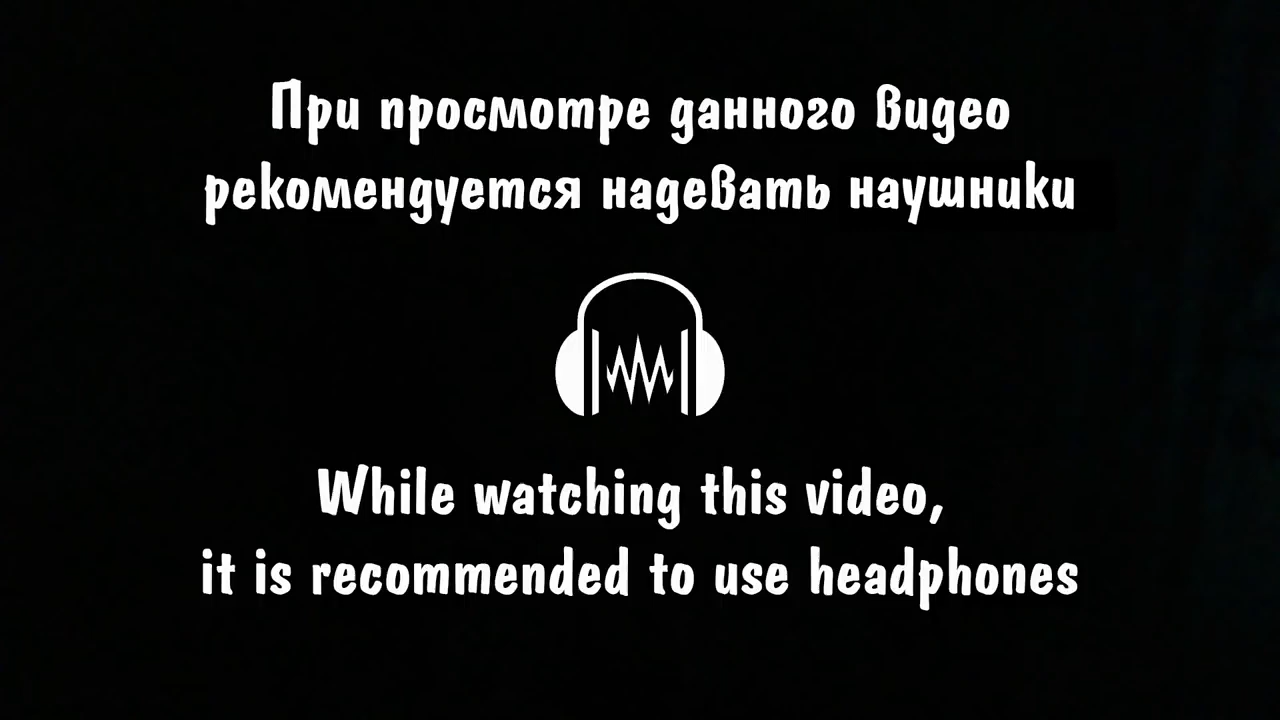 При просмотре данного видео
рекомендуется надевать наушники
While watching this video,
it is recommended to use headphones